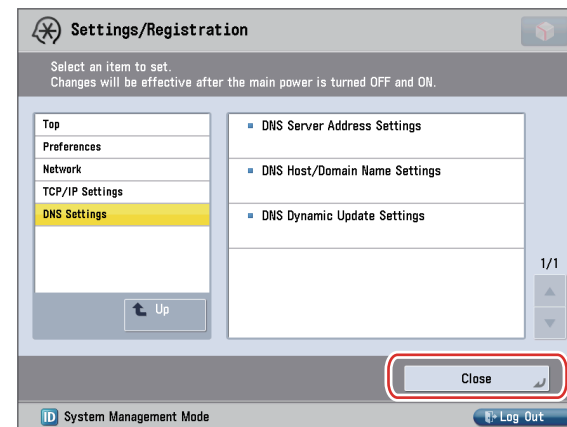 Settings/Registration
Select an item to set.
Changes will be effective after the main power is turned OFF and ON.
Top
Preferences
Network
TCP/IP Settings
DNS Settings
Up
DNS Server Address Settings
DNS Host/Domain Name Settings
DNS Dynamic Update Settings
1/1
Close
ID System Management Mode
Log Out